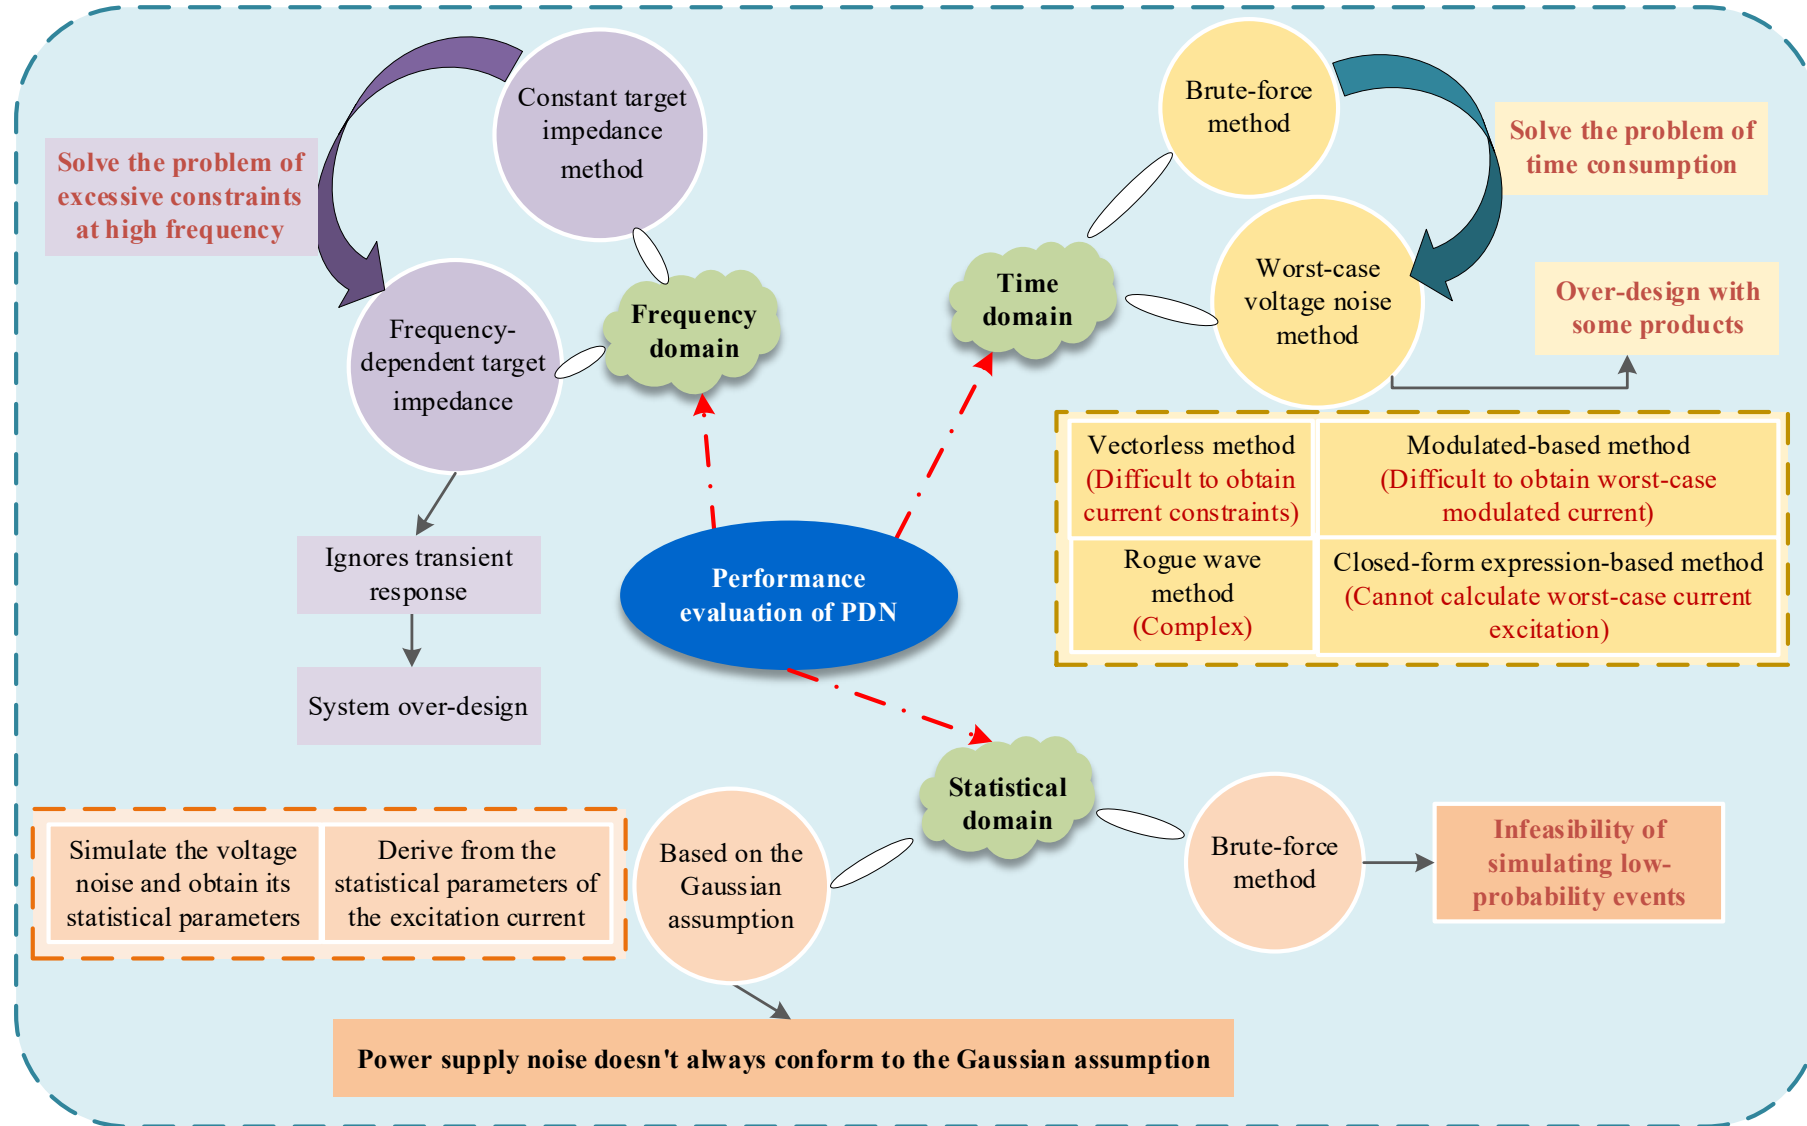 Constant target
impedance
method
Solve the problem of
excessive constraints
at high frequency
Frequency-
dependent target
impedance
Frequency
domain
Ignores transient
response
System over-design
Brute-force
method
Solve the problem of
time consumption
Time
domain
Worst-case
voltage noise
method
Over-design with
some products
Vectorless method
(Difficult to obtain
current constraints)
Modulated-based method
(Difficult to obtain worst-case
modulated current)
Rogue wave
method
(Complex)
Closed-form expression-based method
(Cannot calculate worst-case current
excitation)
Performance
evaluation of PDN
Statistical
domain
Simulate the voltage
noise and obtain its
statistical parameters
Derive from the
statistical parameters of
the excitation current
Based on the
Gaussian
assumption
Brute-force
method
Infeasibility of
simulating low-
probability events
Power supply noise doesn't always conform to the Gaussian assumption